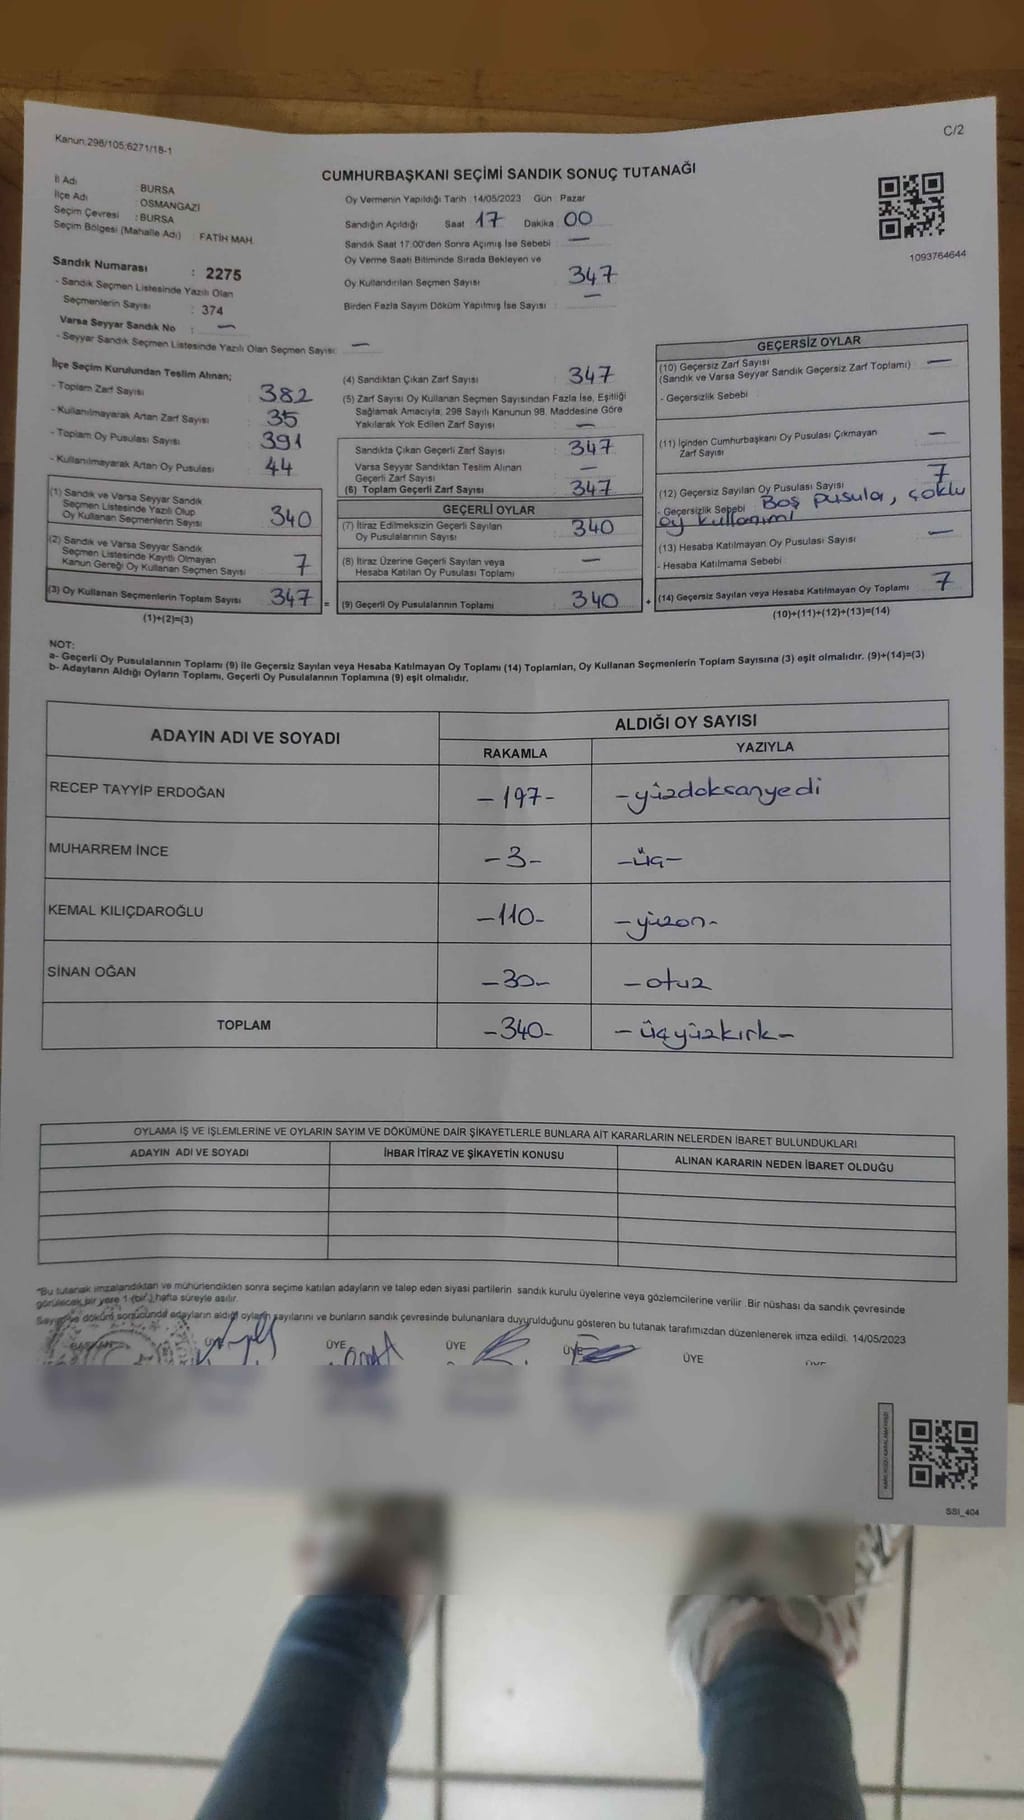 Kanun:298/105;6271/18-1
C/2
CUMHURBAŞKANI SEÇİMİ SANDIK SONUÇ TUTANAĞI
İl Adı : BURSA
İlçe Adı : OSMANGAZİ
Seçim Çevresi : BURSA
Seçim Bölgesi (Mahalle Adı) : FATİH MAH.
Sandık Numarası : 2275
- Sandık Seçmen Listesinde Yazılı Olan
Seçmenlerin Sayısı : 374
Varsa Seyyar Sandık No : —
- Seyyar Sandık Seçmen Listesinde Yazılı Olan Seçmen Sayısı: —
Oy Vermenin Yapıldığı Tarih :14/05/2023 Gün : Pazar
Sandığın Açıldığı Saat 17 Dakika 00
Sandık Saat 17.00'den Sonra Açımış İse Sebebi : —
Oy Verme Saati Bitiminde Sırada Bekleyen ve
Oy Kullandırılan Seçmen Sayısı : 347
Birden Fazla Sayım Döküm Yapılmış İse Sayısı : —
1093764644
İlçe Seçim Kurulundan Teslim Alınan;
- Toplam Zarf Sayısı : 382
- Kullanılmayarak Artan Zarf Sayısı : 35
- Toplam Oy Pusulası Sayısı : 391
- Kullanılmayarak Artan Oy Pusulası : 44
(1) Sandık ve Varsa Seyyar Sandık
Seçmen Listesinde Yazılı Olup
Oy Kullanan Seçmenlerin Sayısı : 340
(2) Sandık ve Varsa Seyyar Sandık
Seçmen Listesinde Kayıtlı Olmayan
Kanun Gereği Oy Kullanan Seçmen Sayısı : 7
(3) Oy Kullanan Seçmenlerin Toplam Sayısı : 347 =
(1)+(2)=(3)
(4) Sandıktan Çıkan Zarf Sayısı : 347
(5) Zarf Sayısı Oy Kullanan Seçmen Sayısından Fazla İse, Eşitliği
Sağlamak Amacıyla, 298 Sayılı Kanunun 98. Maddesine Göre
Yakılarak Yok Edilen Zarf Sayısı : —
Sandıkta Çıkan Geçerli Zarf Sayısı : 347
Varsa Seyyar Sandıktan Teslim Alınan
Geçerli Zarf Sayısı : —
(6) Toplam Geçerli Zarf Sayısı : 347
GEÇERLİ OYLAR
(7) İtiraz Edilmeksizin Geçerli Sayılan
Oy Pusulalarının Sayısı : 340
(8) İtiraz Üzerine Geçerli Sayılan veya
Hesaba Katılan Oy Pusulası Toplamı : —
(9) Geçerli Oy Pusulalarının Toplamı : 340 +
GEÇERSİZ OYLAR
(10) Geçersiz Zarf Sayısı
(Sandık ve Varsa Seyyar Sandık Geçersiz Zarf Toplamı) : —
- Geçersizlik Sebebi
(11) İçinden Cumhurbaşkanı Oy Pusulası Çıkmayan
Zarf Sayısı : —
(12) Geçersiz Sayılan Oy Pusulası Sayısı : 7
- Geçersizlik Sebebi Boş pusula, çoklu
oy kullanımı
(13) Hesaba Katılmayan Oy Pusulası Sayısı : —
- Hesaba Katılmama Sebebi
(14) Geçersiz Sayılan veya Hesaba Katılmayan Oy Toplamı : 7
(10)+(11)+(12)+(13)=(14)
NOT:
a- Geçerli Oy Pusulalarının Toplamı (9) ile Geçersiz Sayılan veya Hesaba Katılmayan Oy Toplamı (14) Toplamları, Oy Kullanan Seçmenlerin Toplam Sayısına (3) eşit olmalıdır. (9)+(14)=(3)
b- Adayların Aldığı Oyların Toplamı, Geçerli Oy Pusulalarının Toplamına (9) eşit olmalıdır.
ADAYIN ADI VE SOYADI
ALDIĞI OY SAYISI
RAKAMLA YAZIYLA
RECEP TAYYİP ERDOĞAN -197- -yüzdoksanyedi
MUHARREM İNCE -3- -üç-
KEMAL KILIÇDAROĞLU -110- -yüzon-
SİNAN OĞAN -30- -otuz
TOPLAM -340- -üçyüzkırk-
OYLAMA İŞ VE İŞLEMLERİNE VE OYLARIN SAYIM VE DÖKÜMÜNE DAİR ŞİKAYETLERLE BUNLARA AİT KARARLARIN NELERDEN İBARET BULUNDUKLARI
ADAYIN ADI VE SOYADI İHBAR İTİRAZ VE ŞİKAYETİN KONUSU ALINAN KARARIN NEDEN İBARET OLDUĞU
"Bu tutanak imzalandıktan ve mühürlendikten sonra seçime katılan adayların ve talep eden siyasi partilerin sandık kurulu üyelerine veya gözlemcilerine verilir. Bir nüshası da sandık çevresinde
görülecek bir yere 1 (bir ) hafta süreyle asılır.
Sayım ve döküm sonucunda adayların aldığı oyların sayılarını ve bunların sandık çevresinde bulunanlara duyurulduğunu gösteren bu tutanak tarafımızdan düzenlenerek imza edildi. 14/05/2023
BAŞKAN ÜYE ÜYE ÜYE ÜYE ÜYE ÜYE
SSI_404